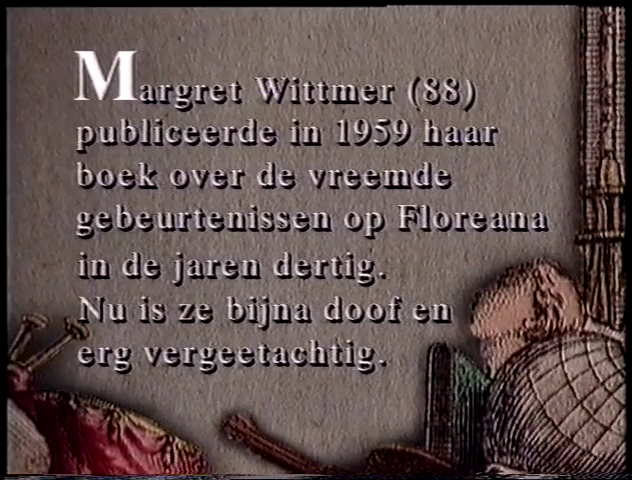 Margret Wittmer (88)
publiceerde in 1959 haar
boek over de vreemde
gebeurtenissen op Floreana
in de jaren dertig.
Nu is ze bijna doof en
erg vergeetachtig.